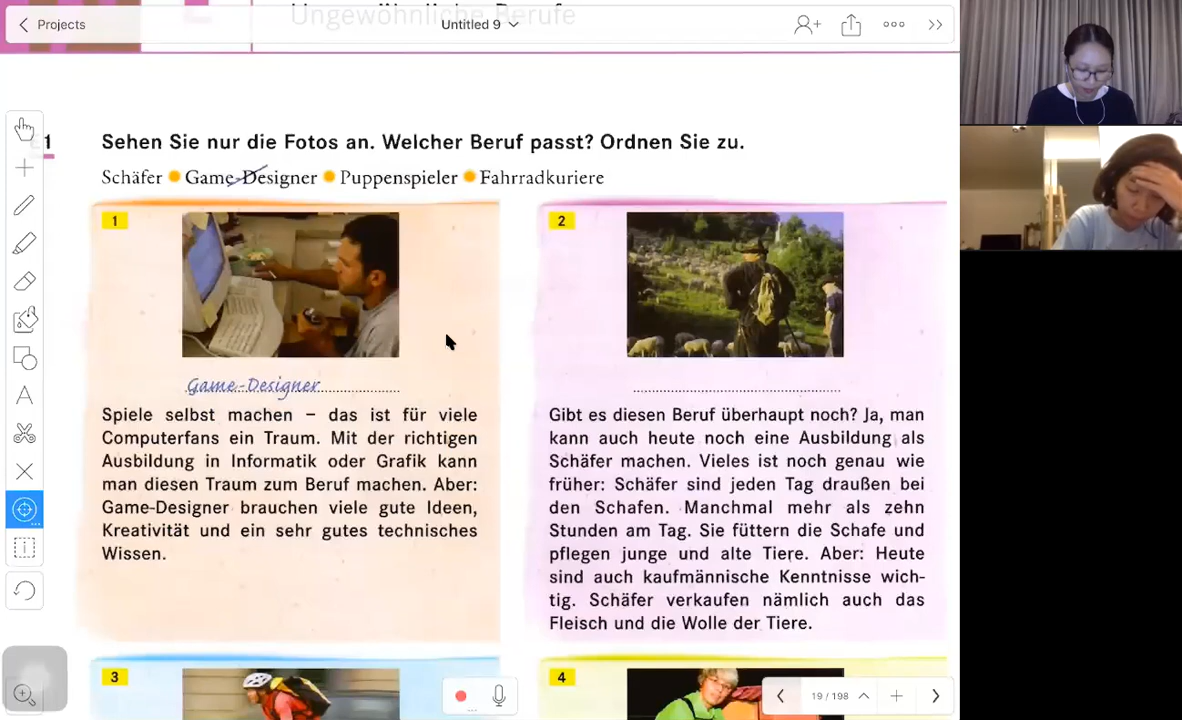 Ungewöhnliche Berufe
Projects
Untitled 9
1
Sehen Sie nur die Fotos an. Welcher Beruf passt? Ordnen Sie zu.
Schäfer Game-Designer Puppenspieler Fahrradkuriere
1
Game-Designer
Spiele selbst machen – das ist für viele
Computerfans ein Traum. Mit der richtigen
Ausbildung in Informatik oder Grafik kann
man diesen Traum zum Beruf machen. Aber:
Game-Designer brauchen viele gute Ideen,
Kreativität und ein sehr gutes technisches
Wissen.
2
Gibt es diesen Beruf überhaupt noch? Ja, man
kann auch heute noch eine Ausbildung als
Schäfer machen. Vieles ist noch genau wie
früher: Schäfer sind jeden Tag draußen bei
den Schafen. Manchmal mehr als zehn
Stunden am Tag. Sie füttern die Schafe und
pflegen junge und alte Tiere. Aber: Heute
sind auch kaufmännische Kenntnisse wich-
tig. Schäfer verkaufen nämlich auch das
Fleisch und die Wolle der Tiere.
3
4
19 / 198